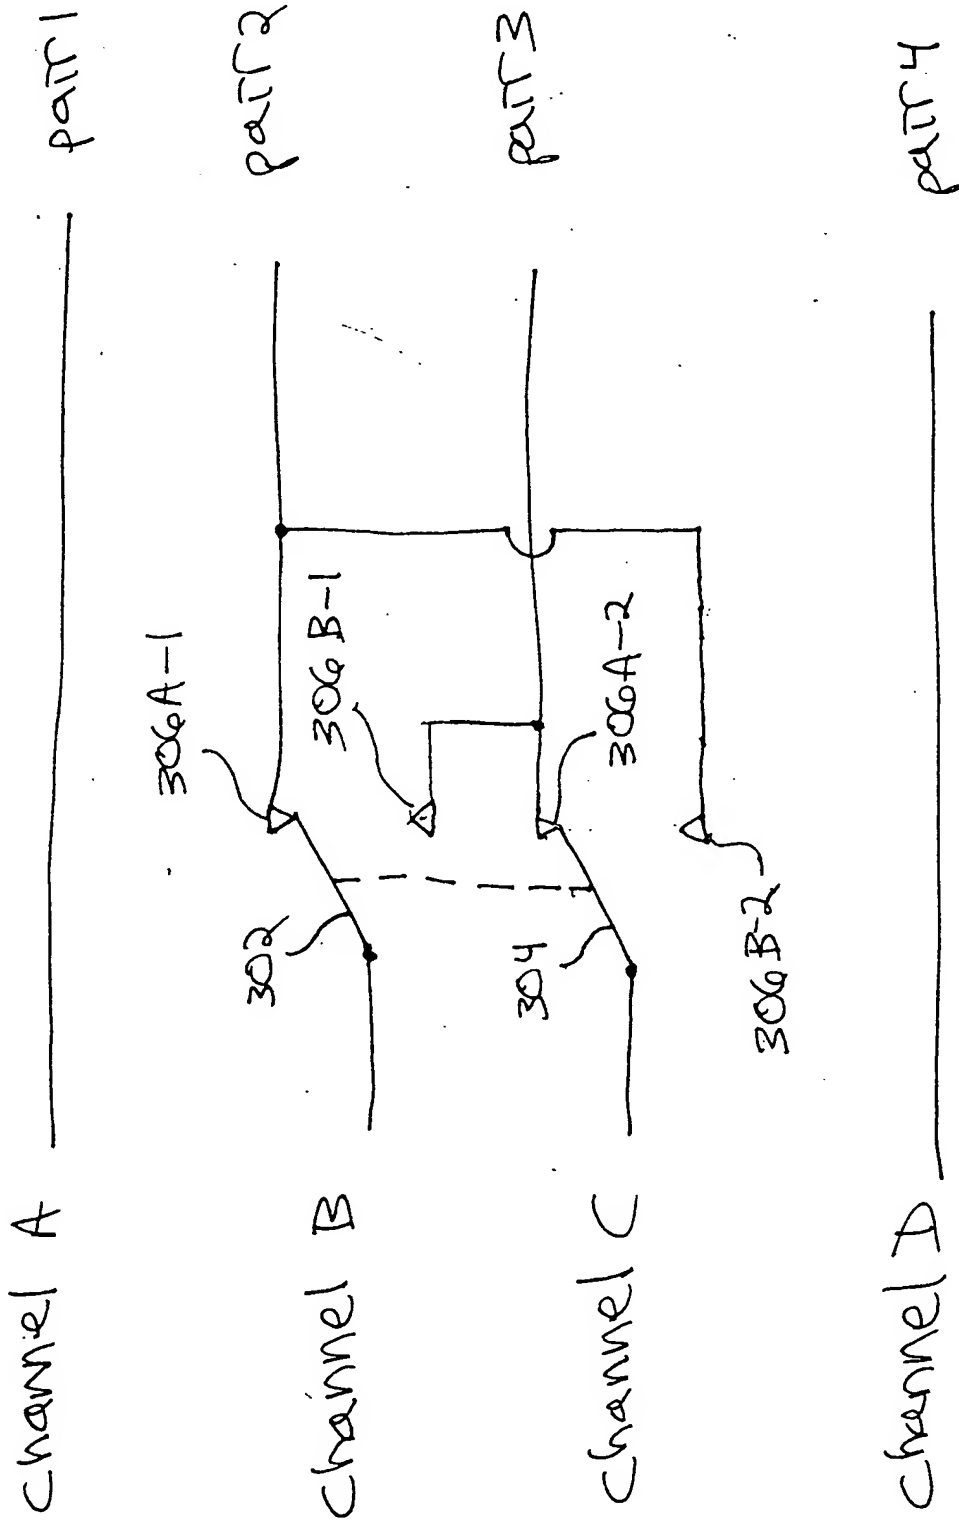 Channel A
pair 1
306A-1
302
306B-1
Channel B
pair 2
304
306A-2
Channel C
pair 3
306B-2
Channel D
pair 4